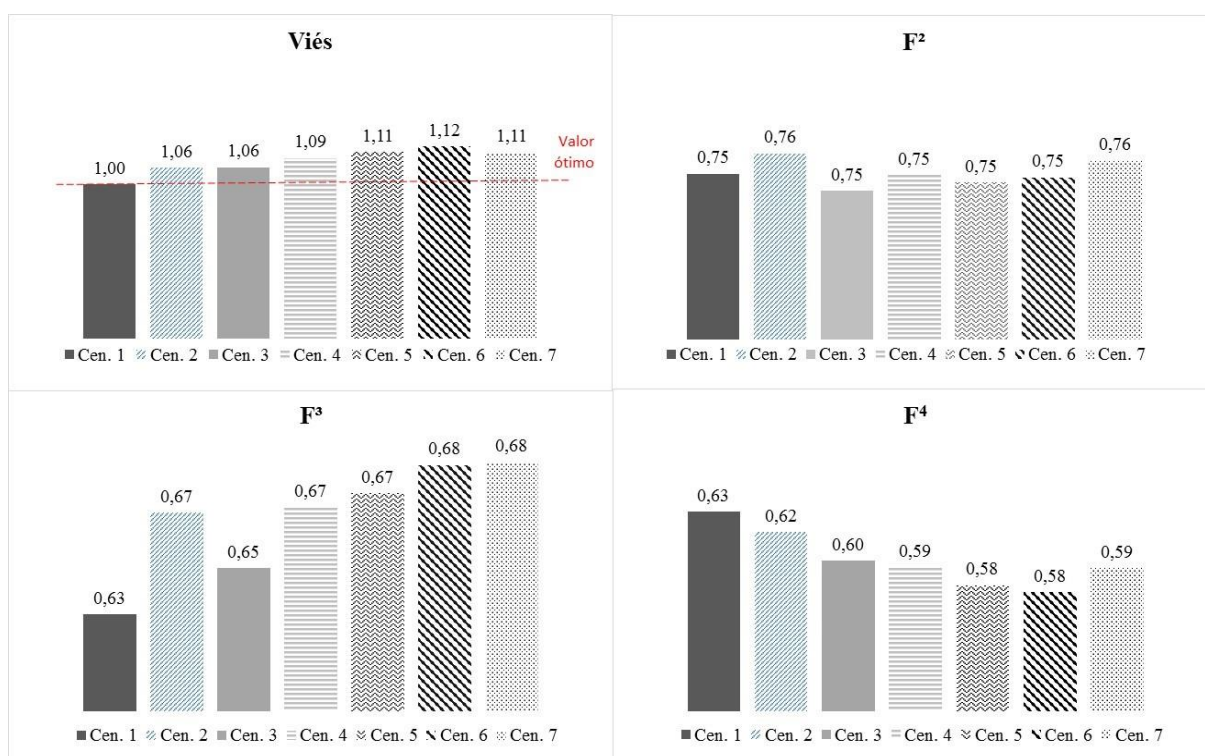 Viés
1,00
1,06
1,06
1,09
1,11
1,12
1,11
Valor
ótimo
Cen. 1 Cen. 2 Cen. 3 Cen. 4 Cen. 5 Cen. 6 Cen. 7
F²
0,75
0,76
0,75
0,75
0,75
0,75
0,76
Cen. 1 Cen. 2 Cen. 3 Cen. 4 Cen. 5 Cen. 6 Cen. 7
F³
0,63
0,67
0,65
0,67
0,67
0,68
0,68
Cen. 1 Cen. 2 Cen. 3 Cen. 4 Cen. 5 Cen. 6 Cen. 7
F⁴
0,63
0,62
0,60
0,59
0,58
0,58
0,59
Cen. 1 Cen. 2 Cen. 3 Cen. 4 Cen. 5 Cen. 6 Cen. 7